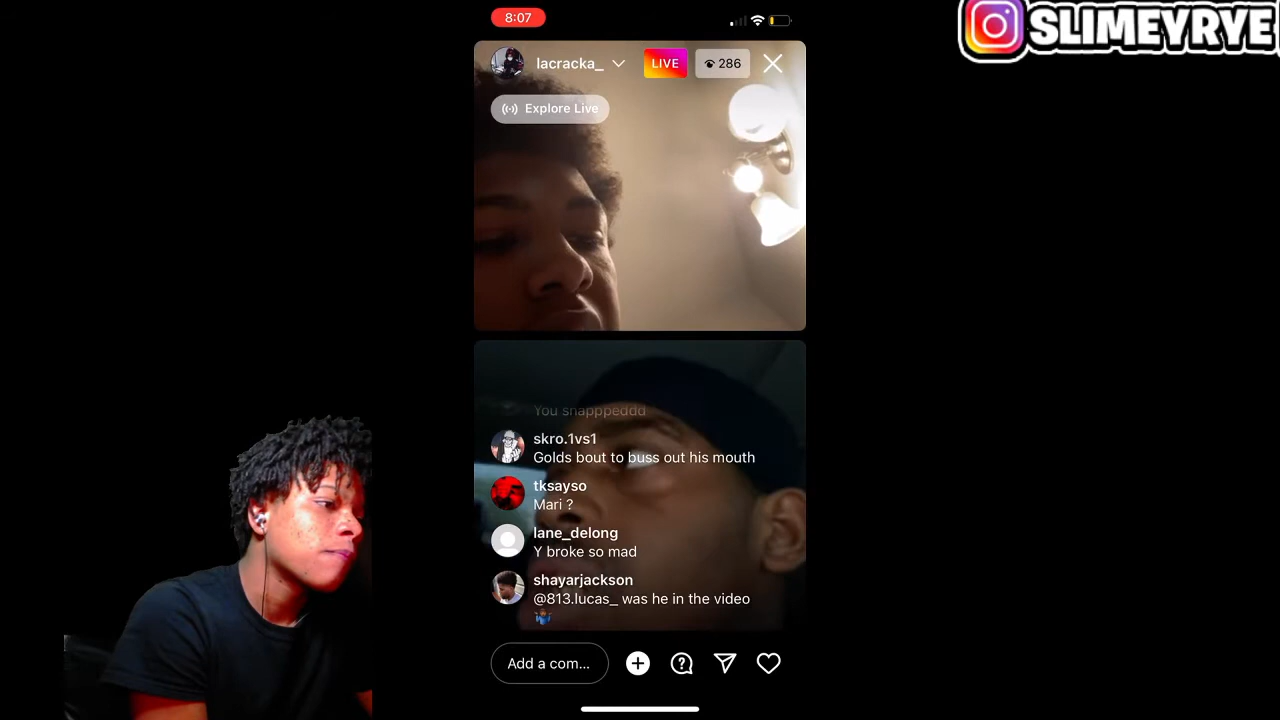 8:07
SLIMEYRYE
lacracka_
LIVE
286
Explore Live
You snapppeddd
skro.1vs1
Golds bout to buss out his mouth
tksayso
Mari ?
lane_delong
Y broke so mad
shayarjackson
@813.lucas_ was he in the video
🤷🏽‍♂️
Add a com...